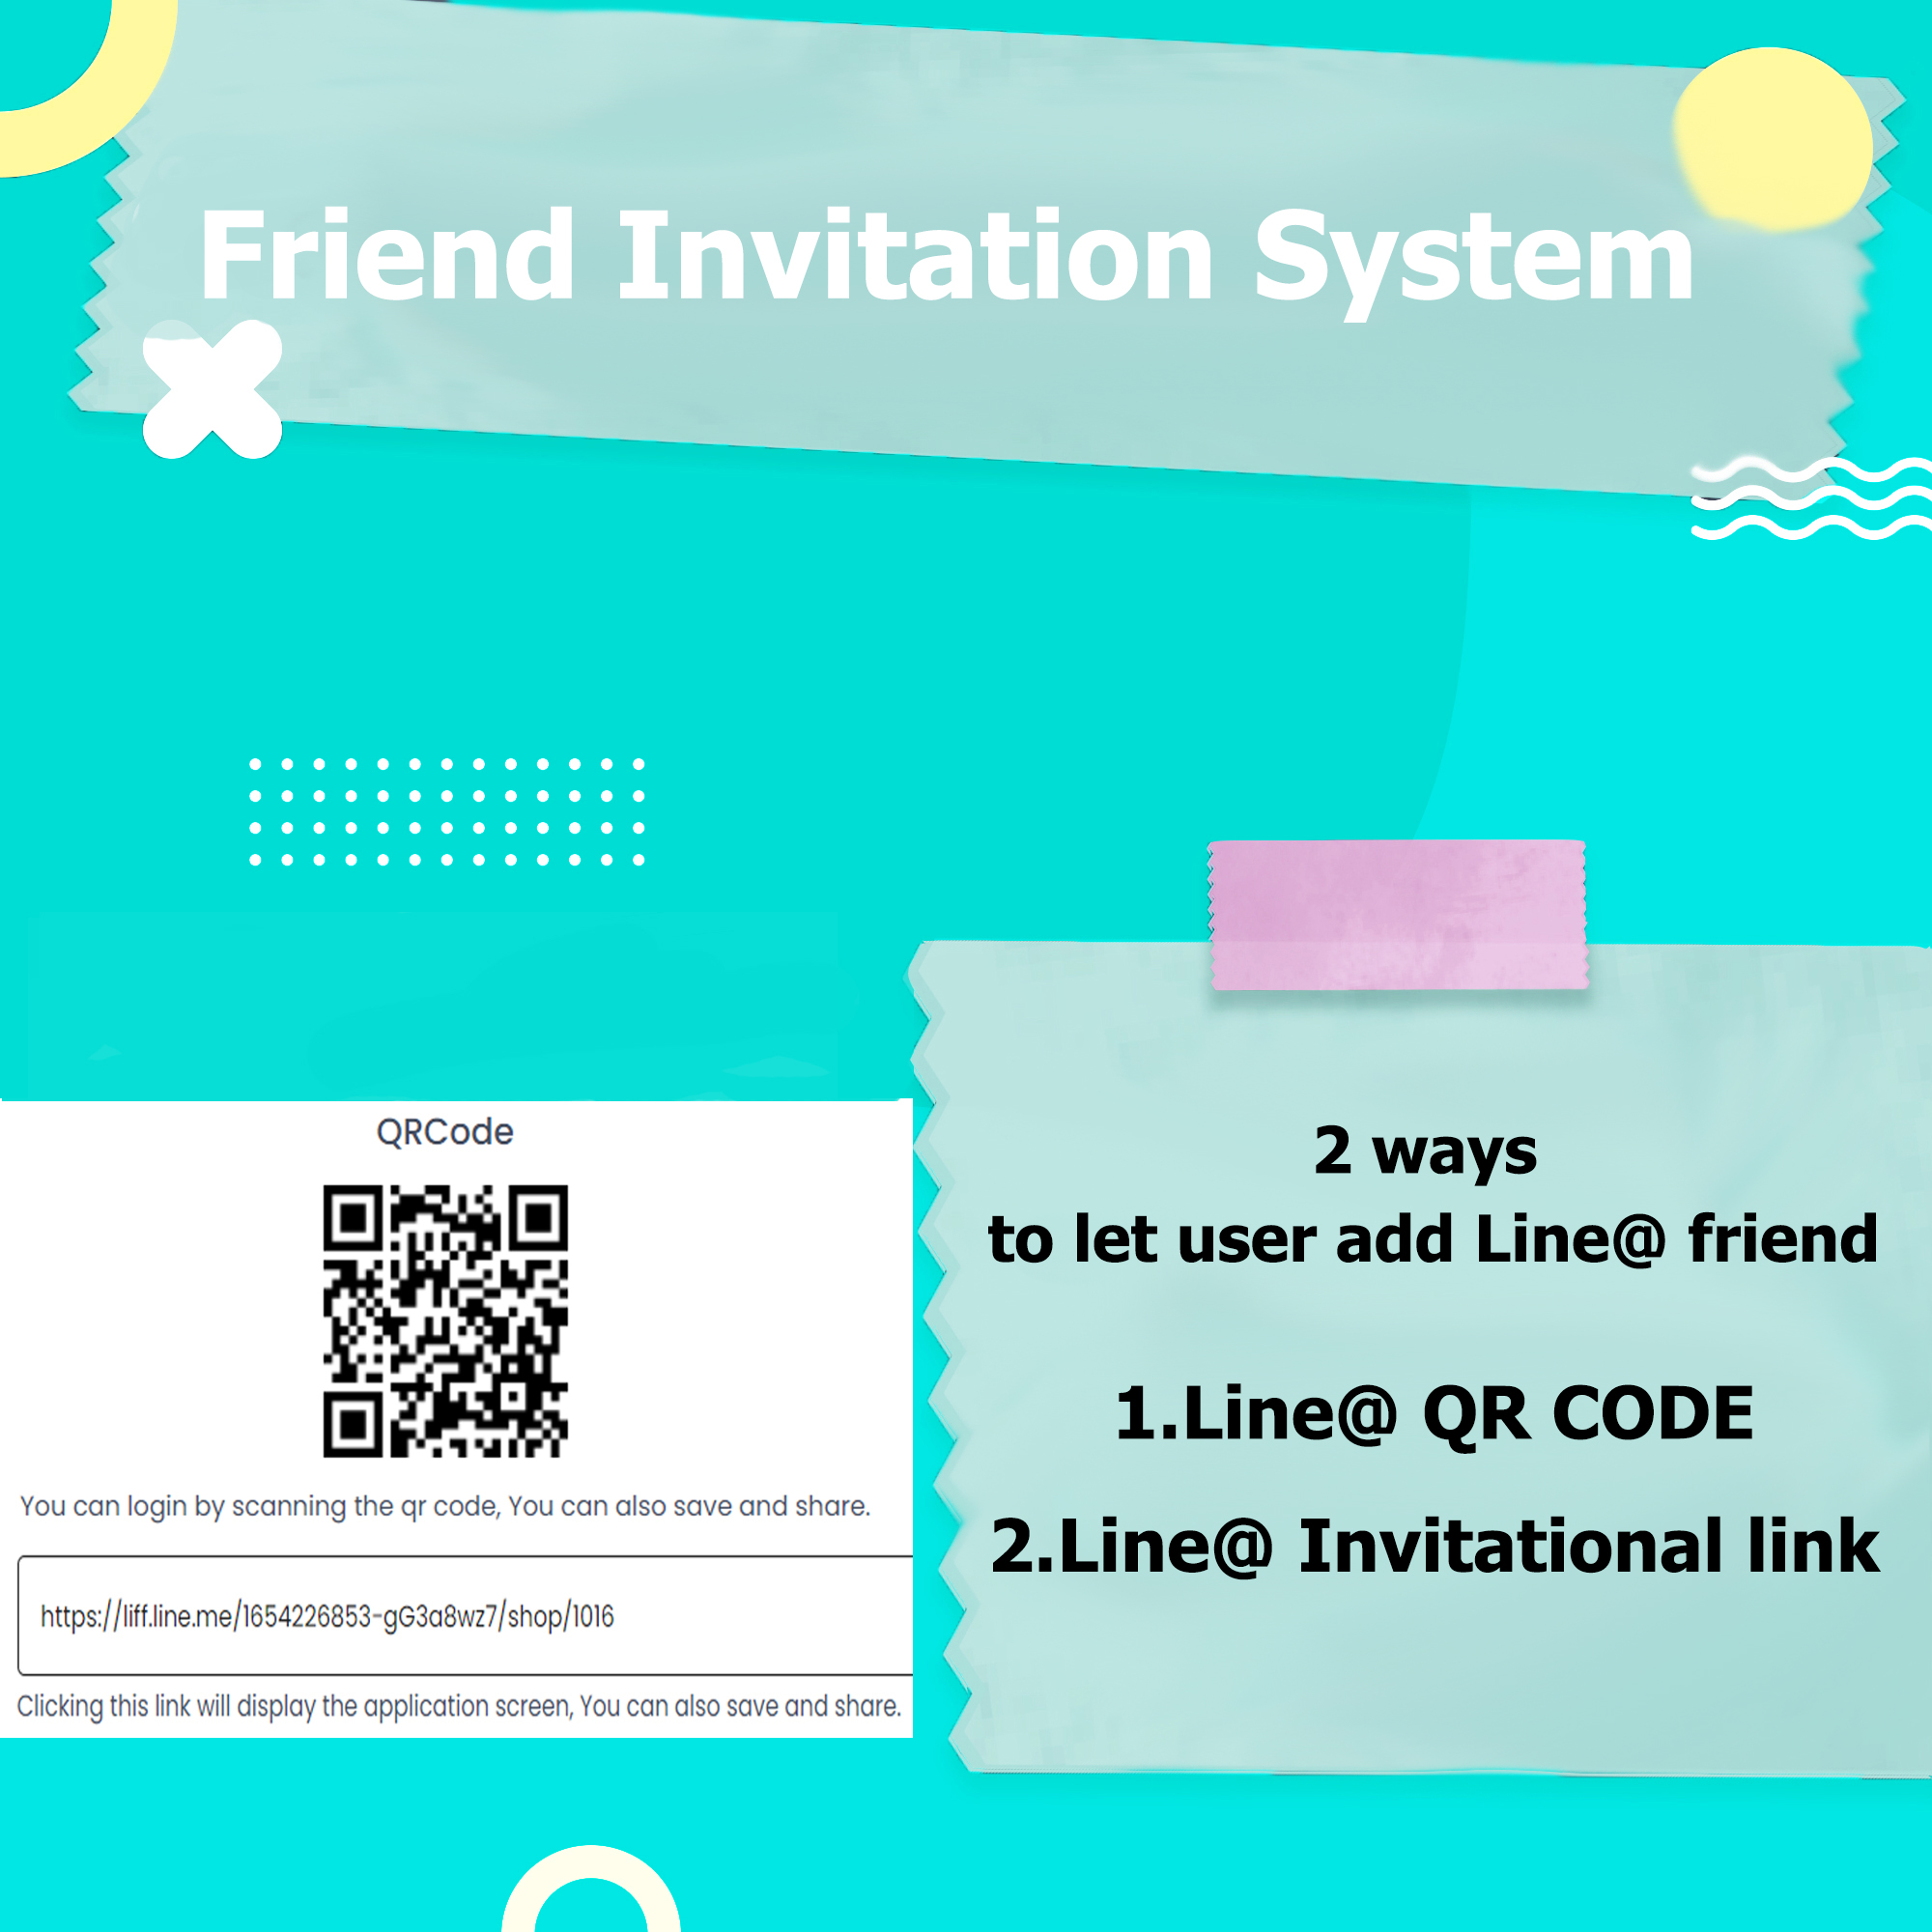 Friend Invitation System
QRCode
You can login by scanning the qr code, You can also save and share.
https://liff.line.me/1654226853-gG3a8wz7/shop/1016
Clicking this link will display the application screen, You can also save and share.
2 ways
to let user add Line@ friend
1.Line@ QR CODE
2.Line@ Invitational link